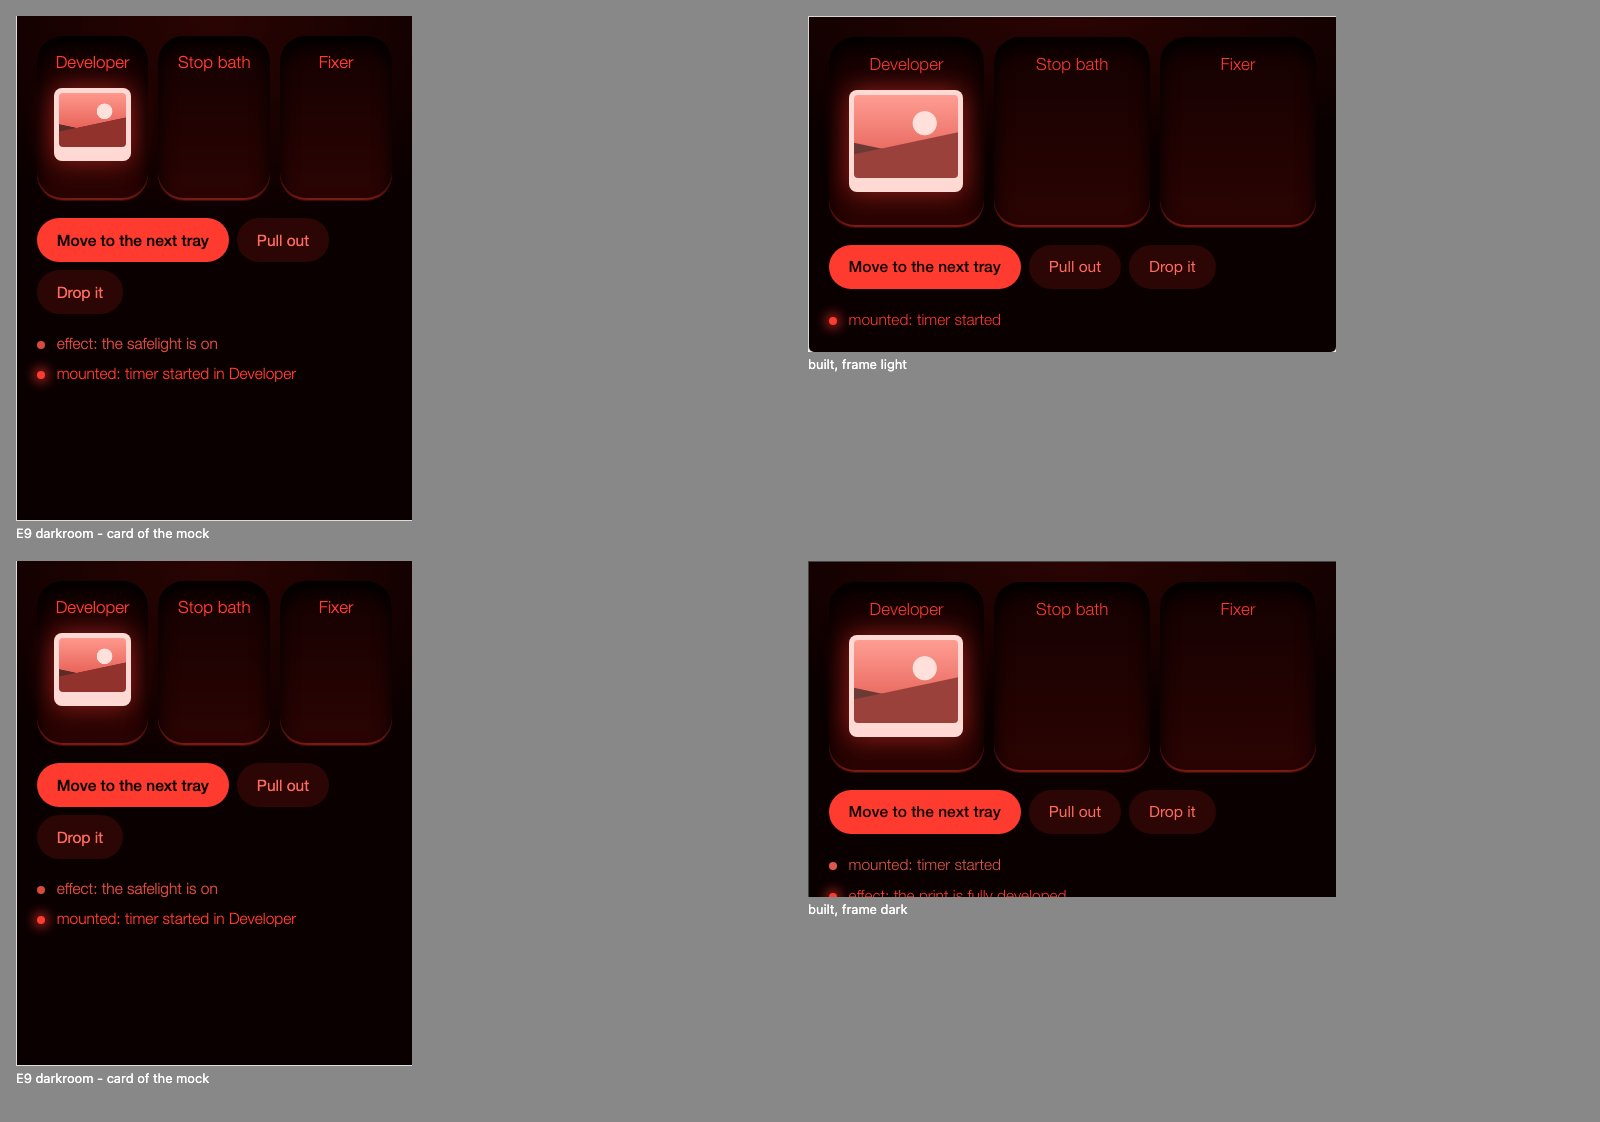 Developer
Stop bath
Fixer
Move to the next tray
Pull out
Drop it
effect: the safelight is on
mounted: timer started in Developer
E9 darkroom - card of the mock
Developer
Stop bath
Fixer
Move to the next tray
Pull out
Drop it
mounted: timer started
built, frame light
Developer
Stop bath
Fixer
Move to the next tray
Pull out
Drop it
effect: the safelight is on
mounted: timer started in Developer
E9 darkroom - card of the mock
Developer
Stop bath
Fixer
Move to the next tray
Pull out
Drop it
mounted: timer started
effect: the print is fully developed
built, frame dark